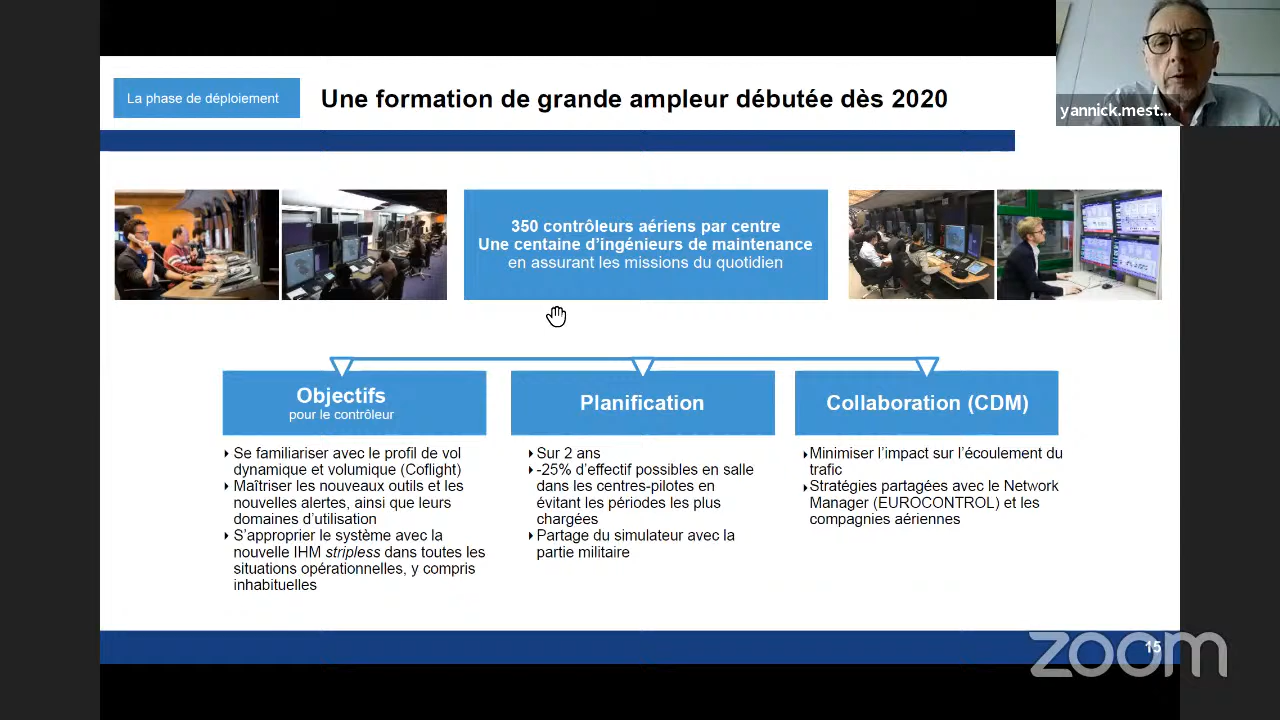 La phase de déploiement
Une formation de grande ampleur débutée dès 2020
yannick.mest...
350 contrôleurs aériens par centre
Une centaine d’ingénieurs de maintenance
en assurant les missions du quotidien
Objectifs
pour le contrôleur
Se familiariser avec le profil de vol
dynamique et volumique (Coflight)
Maîtriser les nouveaux outils et les
nouvelles alertes, ainsi que leurs
domaines d’utilisation
S’approprier le système avec la
nouvelle IHM stripless dans toutes les
situations opérationnelles, y compris
inhabituelles
Planification
Sur 2 ans
-25% d’effectif possibles en salle
dans les centres-pilotes en
évitant les périodes les plus
chargées
Partage du simulateur avec la
partie militaire
Collaboration (CDM)
Minimiser l’impact sur l’écoulement du
trafic
Stratégies partagées avec le Network
Manager (EUROCONTROL) et les
compagnies aériennes
15
zoom